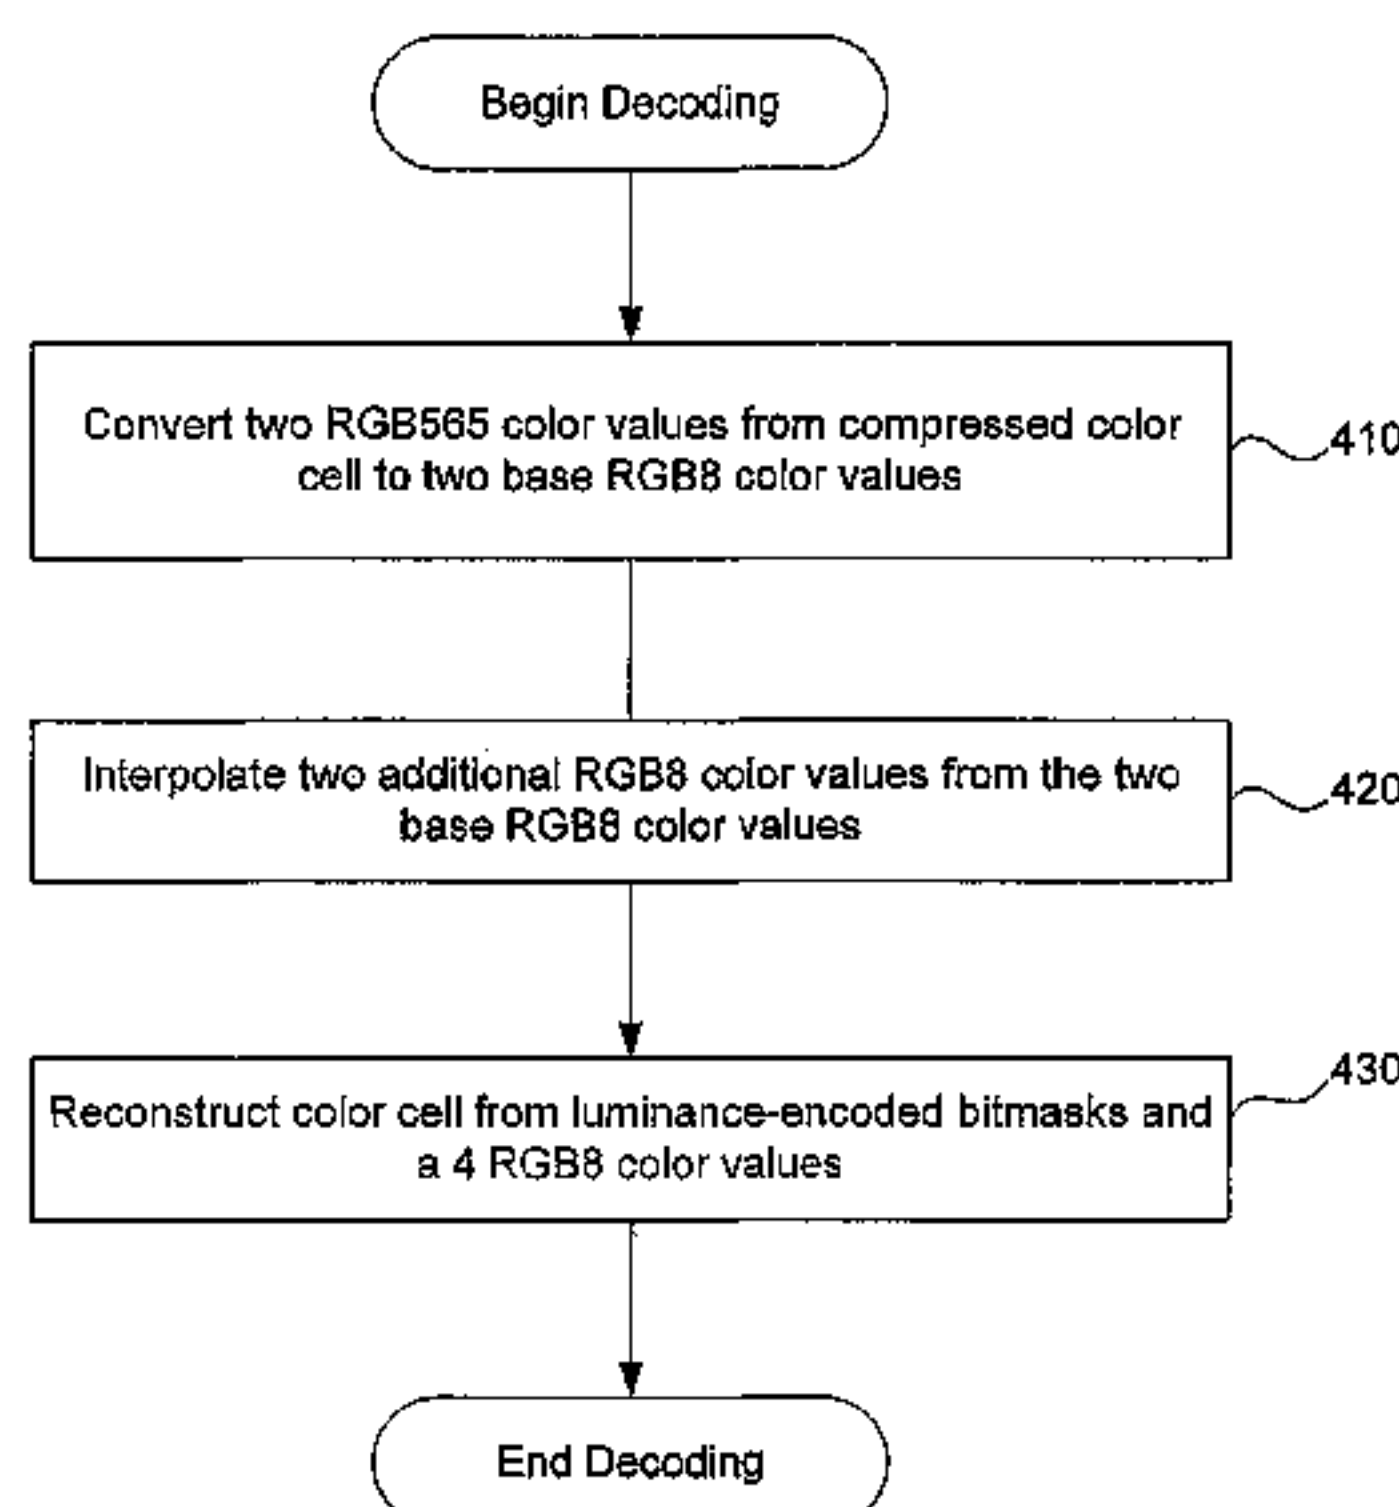 Begin Decoding
Convert two RGB565 color values from compressed color
cell to two base RGB8 color values
410
Interpolate two additional RGB8 color values from the two
base RGB8 color values
420
Reconstruct color cell from luminance-encoded bitmasks and
a 4 RGB8 color values
430
End Decoding